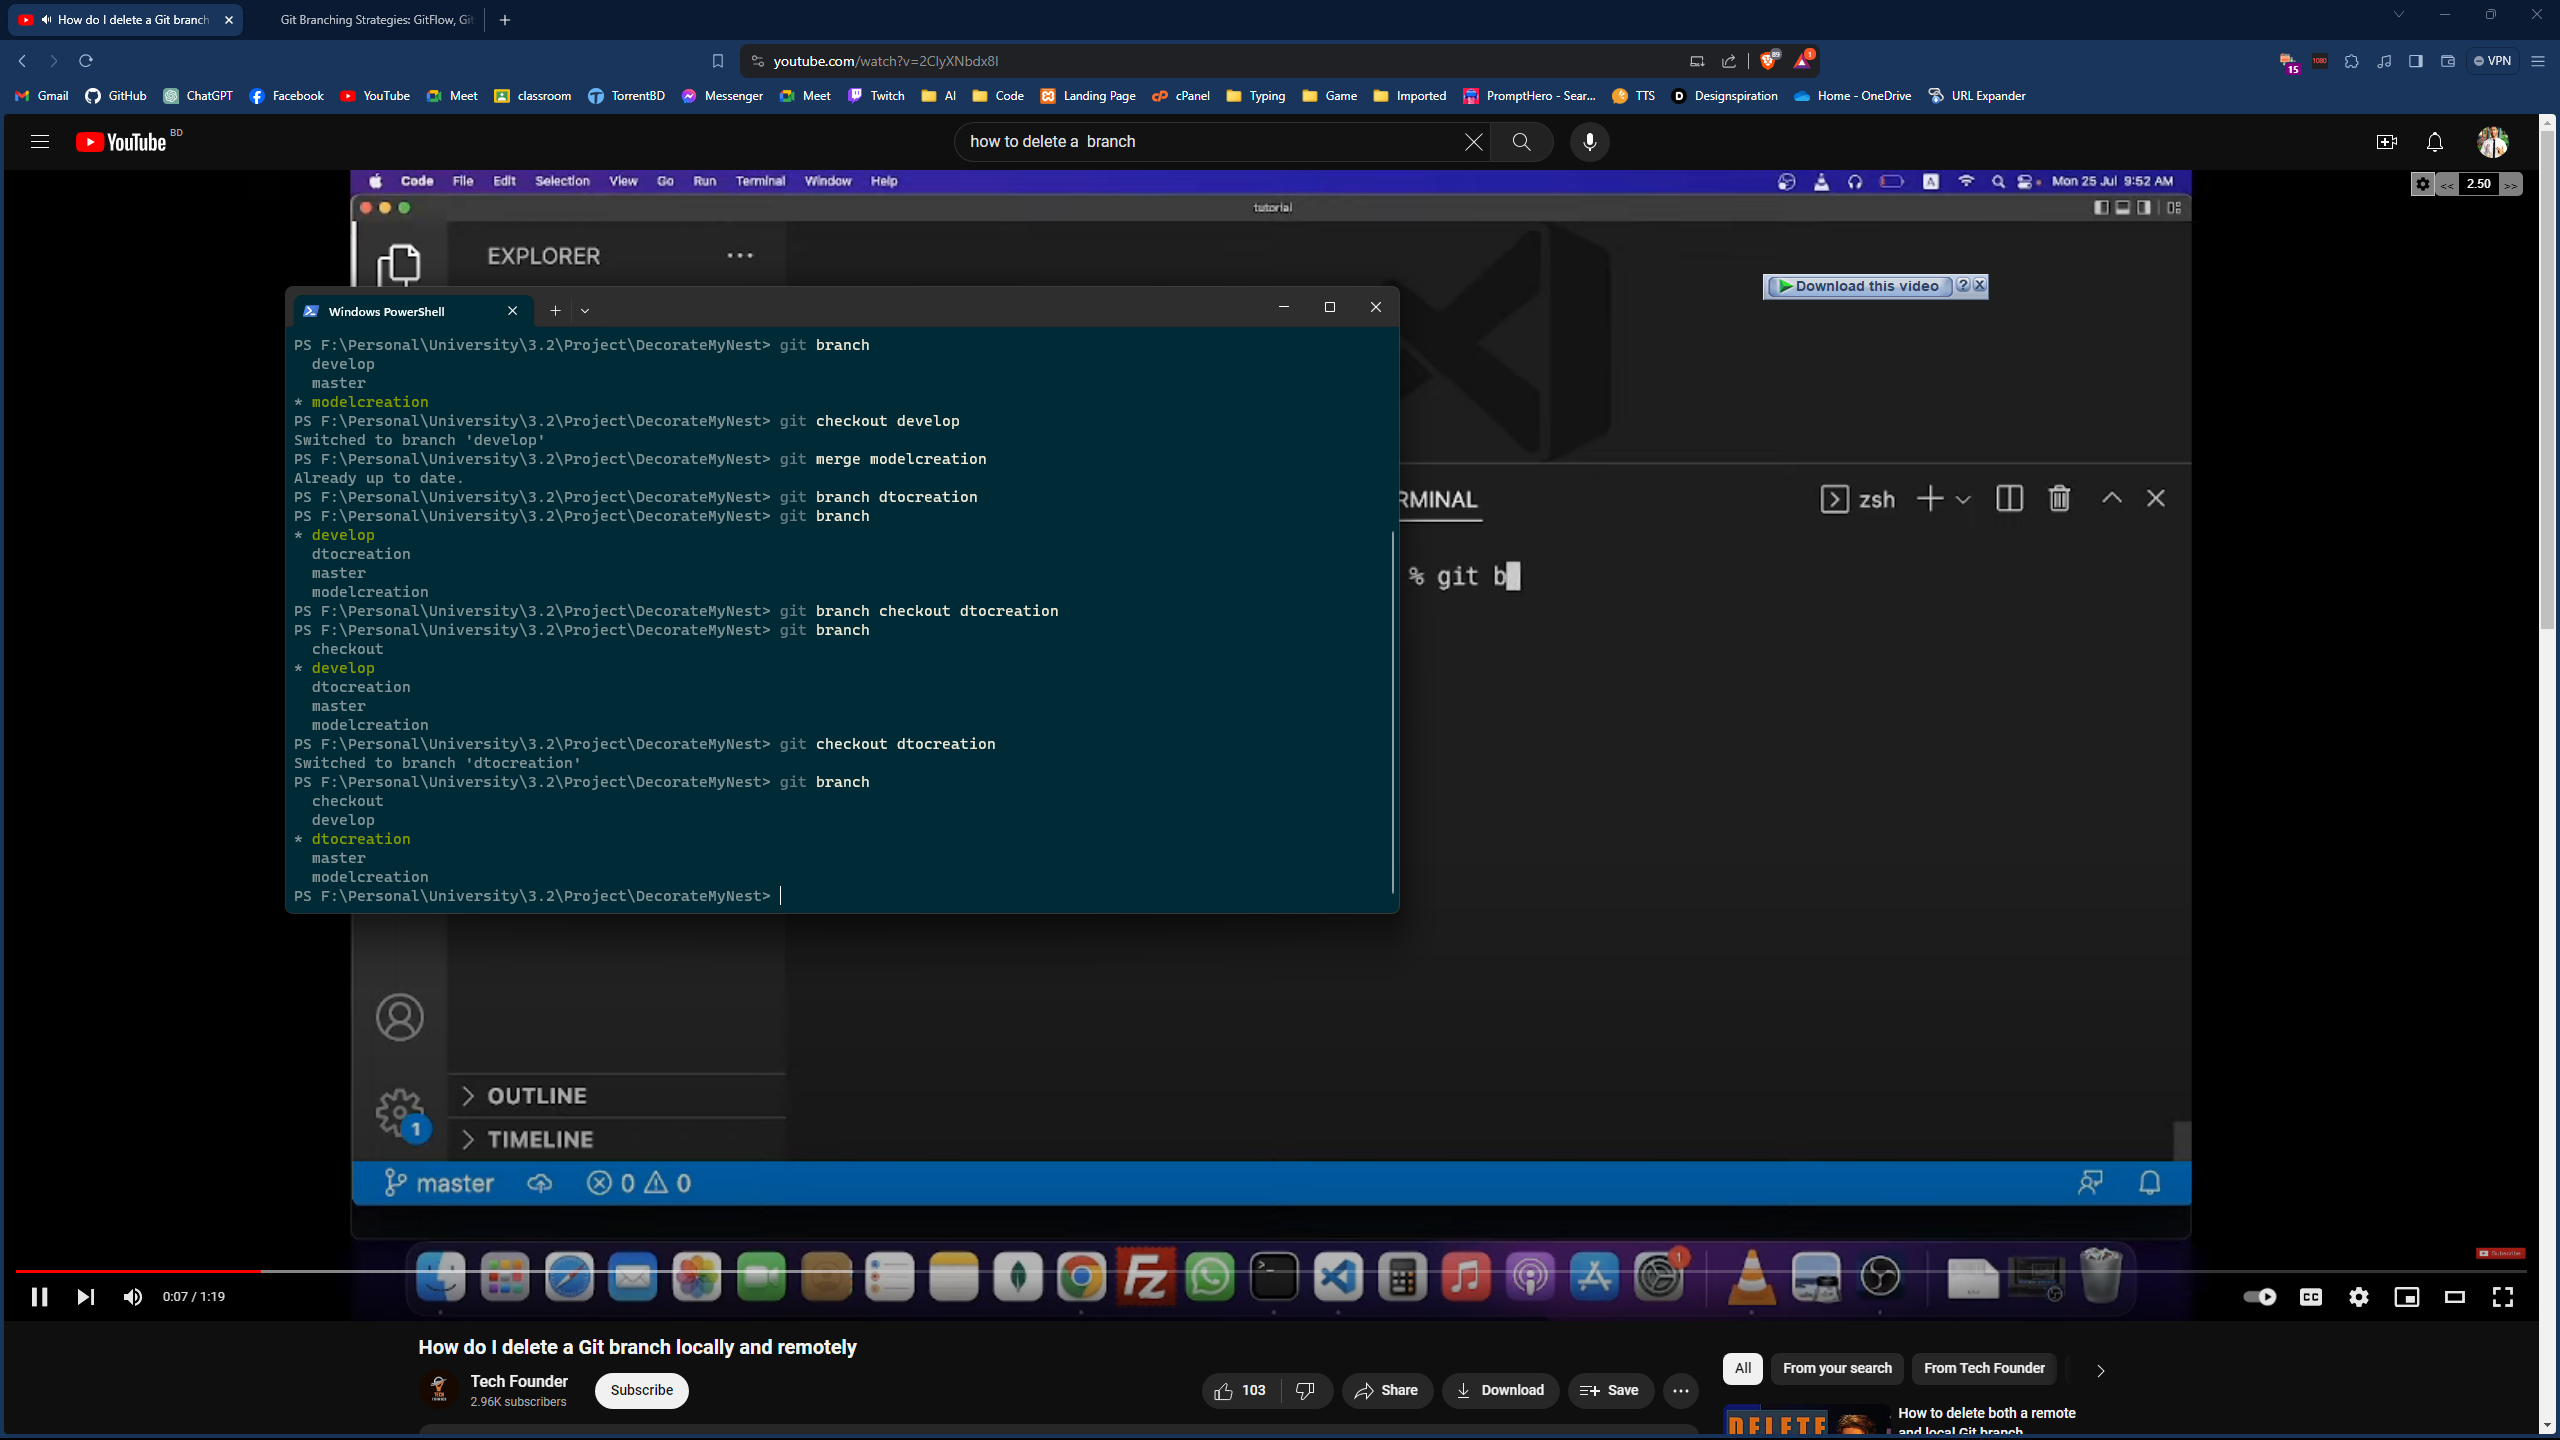 How do I delete a Git branch
Git Branching Strategies: GitFlow, Git
youtube.com/watch?v=2ClyXNbdx8I
89
1
15
1080
VPN
Gmail
GitHub
ChatGPT
Facebook
YouTube
Meet
classroom
TorrentBD
Messenger
Meet
Twitch
AI
Code
Landing Page
cPanel
Typing
Game
Imported
PromptHero - Sear...
TTS
Designspiration
Home - OneDrive
URL Expander
YouTube BD
how to delete a  branch
Code File Edit Selection View Go Run Terminal Window Help
A
Mon 25 Jul 9:52 AM
<< 2.50 >>
tutorial
EXPLORER
Download this video ? X
Windows PowerShell
PS F:\Personal\University\3.2\Project\DecorateMyNest> git branch
  develop
  master
* modelcreation
PS F:\Personal\University\3.2\Project\DecorateMyNest> git checkout develop
Switched to branch 'develop'
PS F:\Personal\University\3.2\Project\DecorateMyNest> git merge modelcreation
Already up to date.
PS F:\Personal\University\3.2\Project\DecorateMyNest> git branch dtocreation
PS F:\Personal\University\3.2\Project\DecorateMyNest> git branch
* develop
  dtocreation
  master
  modelcreation
PS F:\Personal\University\3.2\Project\DecorateMyNest> git branch checkout dtocreation
PS F:\Personal\University\3.2\Project\DecorateMyNest> git branch
  checkout
* develop
  dtocreation
  master
  modelcreation
PS F:\Personal\University\3.2\Project\DecorateMyNest> git checkout dtocreation
Switched to branch 'dtocreation'
PS F:\Personal\University\3.2\Project\DecorateMyNest> git branch
  checkout
  develop
* dtocreation
  master
  modelcreation
PS F:\Personal\University\3.2\Project\DecorateMyNest>
RMINAL
zsh
% git b
1
OUTLINE
TIMELINE
master
0 0
Fz
1
Subscribe
0:07 / 1:19
CC
How do I delete a Git branch locally and remotely
Tech Founder
2.96K subscribers
Subscribe
103
Share
Download
Save
All
From your search
From Tech Founder
DELETE
How to delete both a remote
and local Git branch